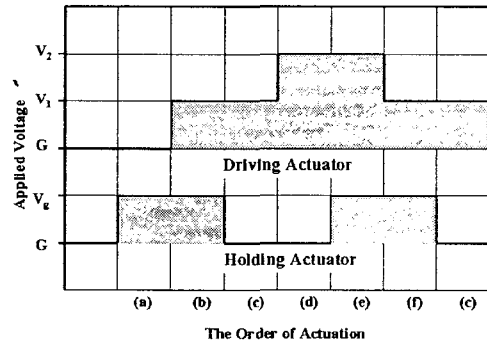 V2
V1
G
Driving Actuator
Vg
G
Holding Actuator
Applied Voltage
(a) (b) (c) (d) (e) (f) (c)
The Order of Actuation